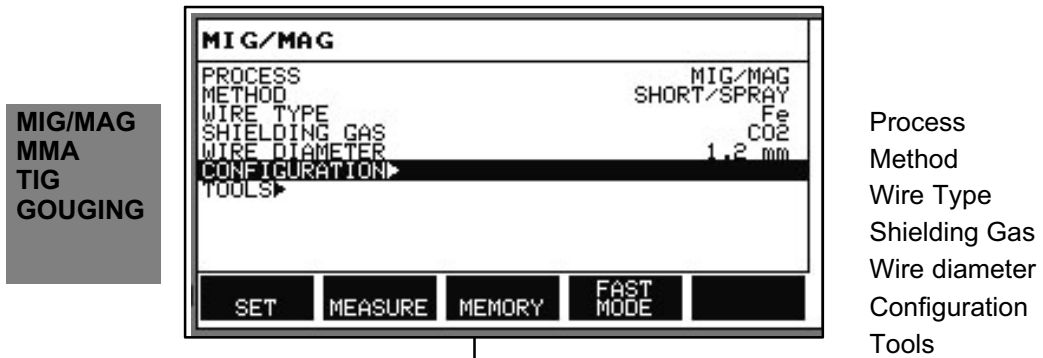 MIG/MAG
MMA
TIG
GOUGING
MIG/MAG
PROCESS MIG/MAG
METHOD SHORT/SPRAY
WIRE TYPE Fe
SHIELDING GAS CO2
WIRE DIAMETER 1.2 mm
CONFIGURATION▶
TOOLS▶
SET MEASURE MEMORY FAST MODE
Process
Method
Wire Type
Shielding Gas
Wire diameter
Configuration
Tools